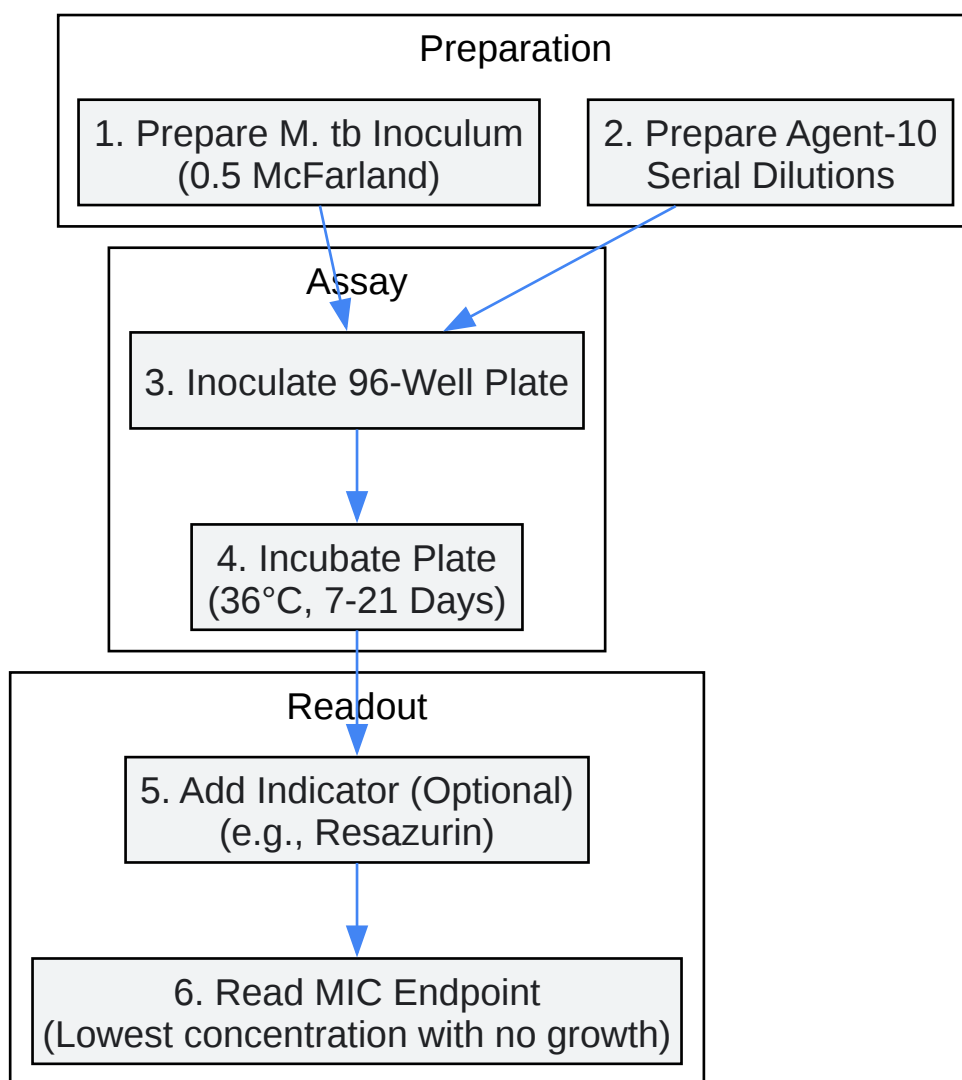 Preparation
1. Prepare M. tb Inoculum
(0.5 McFarland)
2. Prepare Agent-10
Serial Dilutions
Assay
3. Inoculate 96-Well Plate
4. Incubate Plate
(36°C, 7-21 Days)
Readout
5. Add Indicator (Optional)
(e.g., Resazurin)
6. Read MIC Endpoint
(Lowest concentration with no growth)